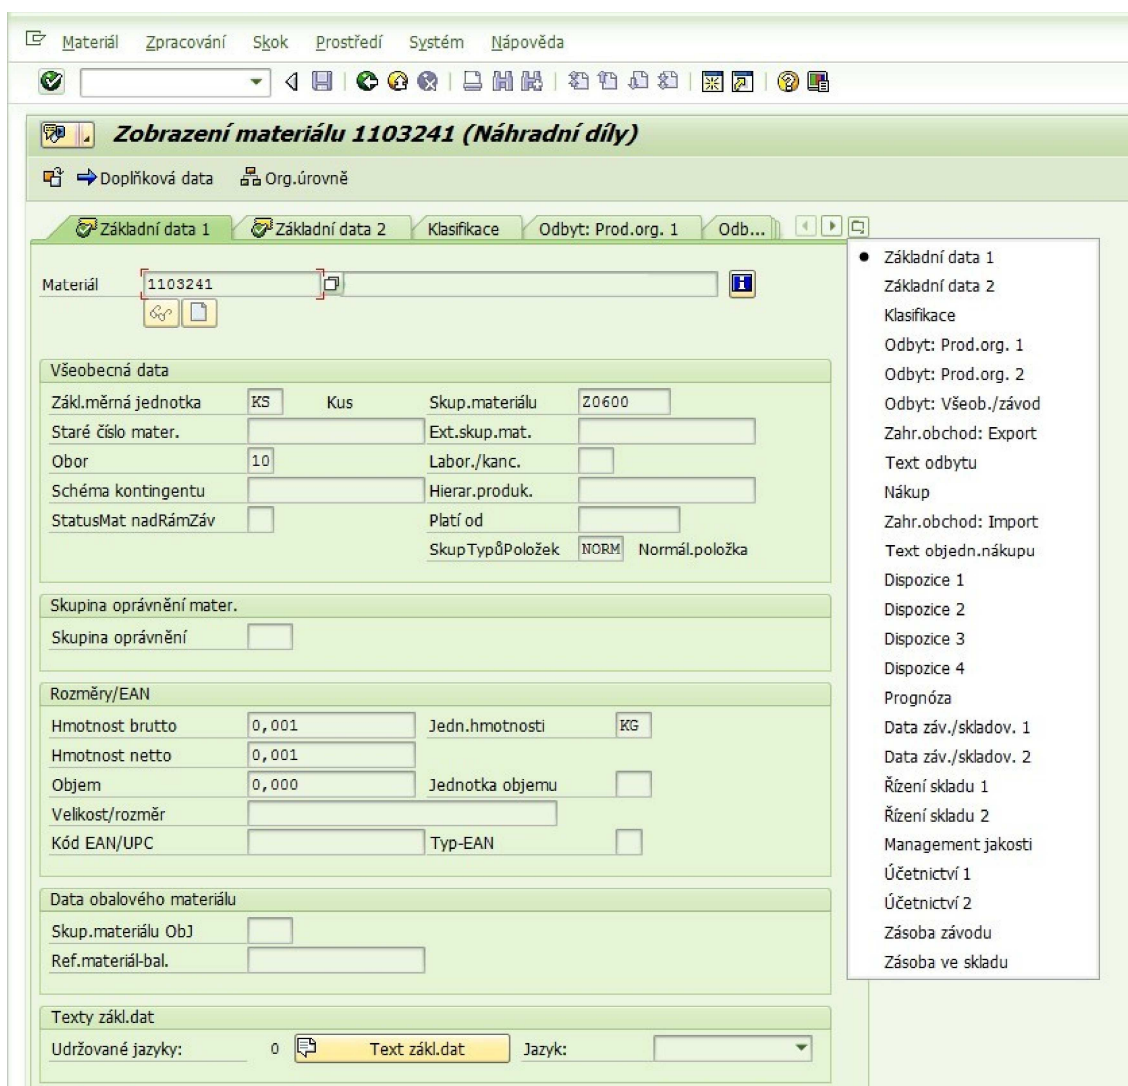 Materiál Zpracování Skok Prostředí Systém Nápověda
Zobrazení materiálu 1103241 (Náhradní díly)
Doplňková data Org.úrovně
Základní data 1 Základní data 2 Klasifikace Odbyt: Prod.org. 1 Odb...
Materiál 1103241
Všeobecná data
Zákl.měrná jednotka KS Kus Skup.materiálu Z0600
Staré číslo mater. Ext.skup.mat.
Obor 10 Labor./kanc.
Schéma kontingentu Hierar.produk.
StatusMat nadRámZáv Platí od
SkupTypůPoložek NORM Normál.položka
Skupina oprávnění mater.
Skupina oprávnění
Rozměry/EAN
Hmotnost brutto 0,001 Jedn.hmotnosti KG
Hmotnost netto 0,001
Objem 0,000 Jednotka objemu
Velikost/rozměr
Kód EAN/UPC Typ-EAN
Data obalového materiálu
Skup.materiálu ObJ
Ref.materiál-bal.
Texty zákl.dat
Udržované jazyky: 0 Text zákl.dat Jazyk:
Základní data 1
Základní data 2
Klasifikace
Odbyt: Prod.org. 1
Odbyt: Prod.org. 2
Odbyt: Všeob./závod
Zahr.obchod: Export
Text odbytu
Nákup
Zahr.obchod: Import
Text objedn.nákupu
Dispozice 1
Dispozice 2
Dispozice 3
Dispozice 4
Prognóza
Data záv./skladov. 1
Data záv./skladov. 2
Řízení skladu 1
Řízení skladu 2
Management jakosti
Účetnictví 1
Účetnictví 2
Zásoba závodu
Zásoba ve skladu